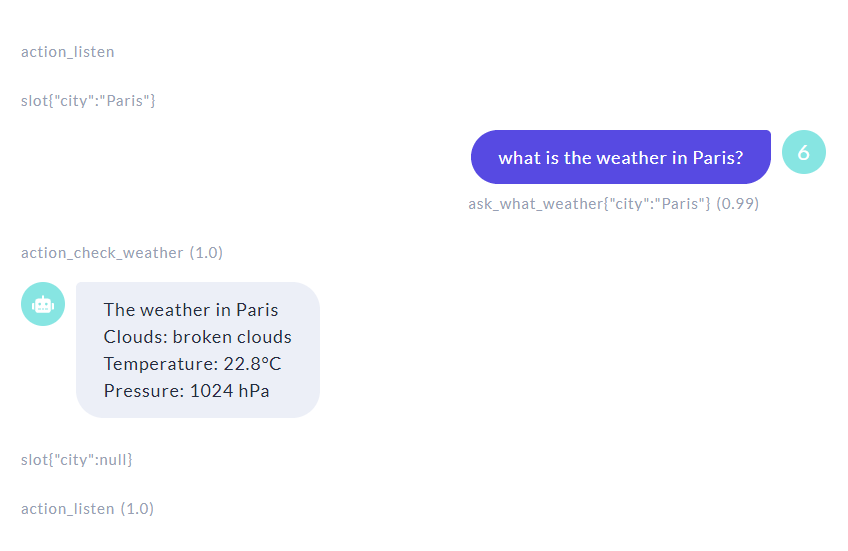 action_listen
slot{"city":"Paris"}
what is the weather in Paris?
6
ask_what_weather{"city":"Paris"} (0.99)
action_check_weather (1.0)
The weather in Paris
Clouds: broken clouds
Temperature: 22.8°C
Pressure: 1024 hPa
slot{"city":null}
action_listen (1.0)